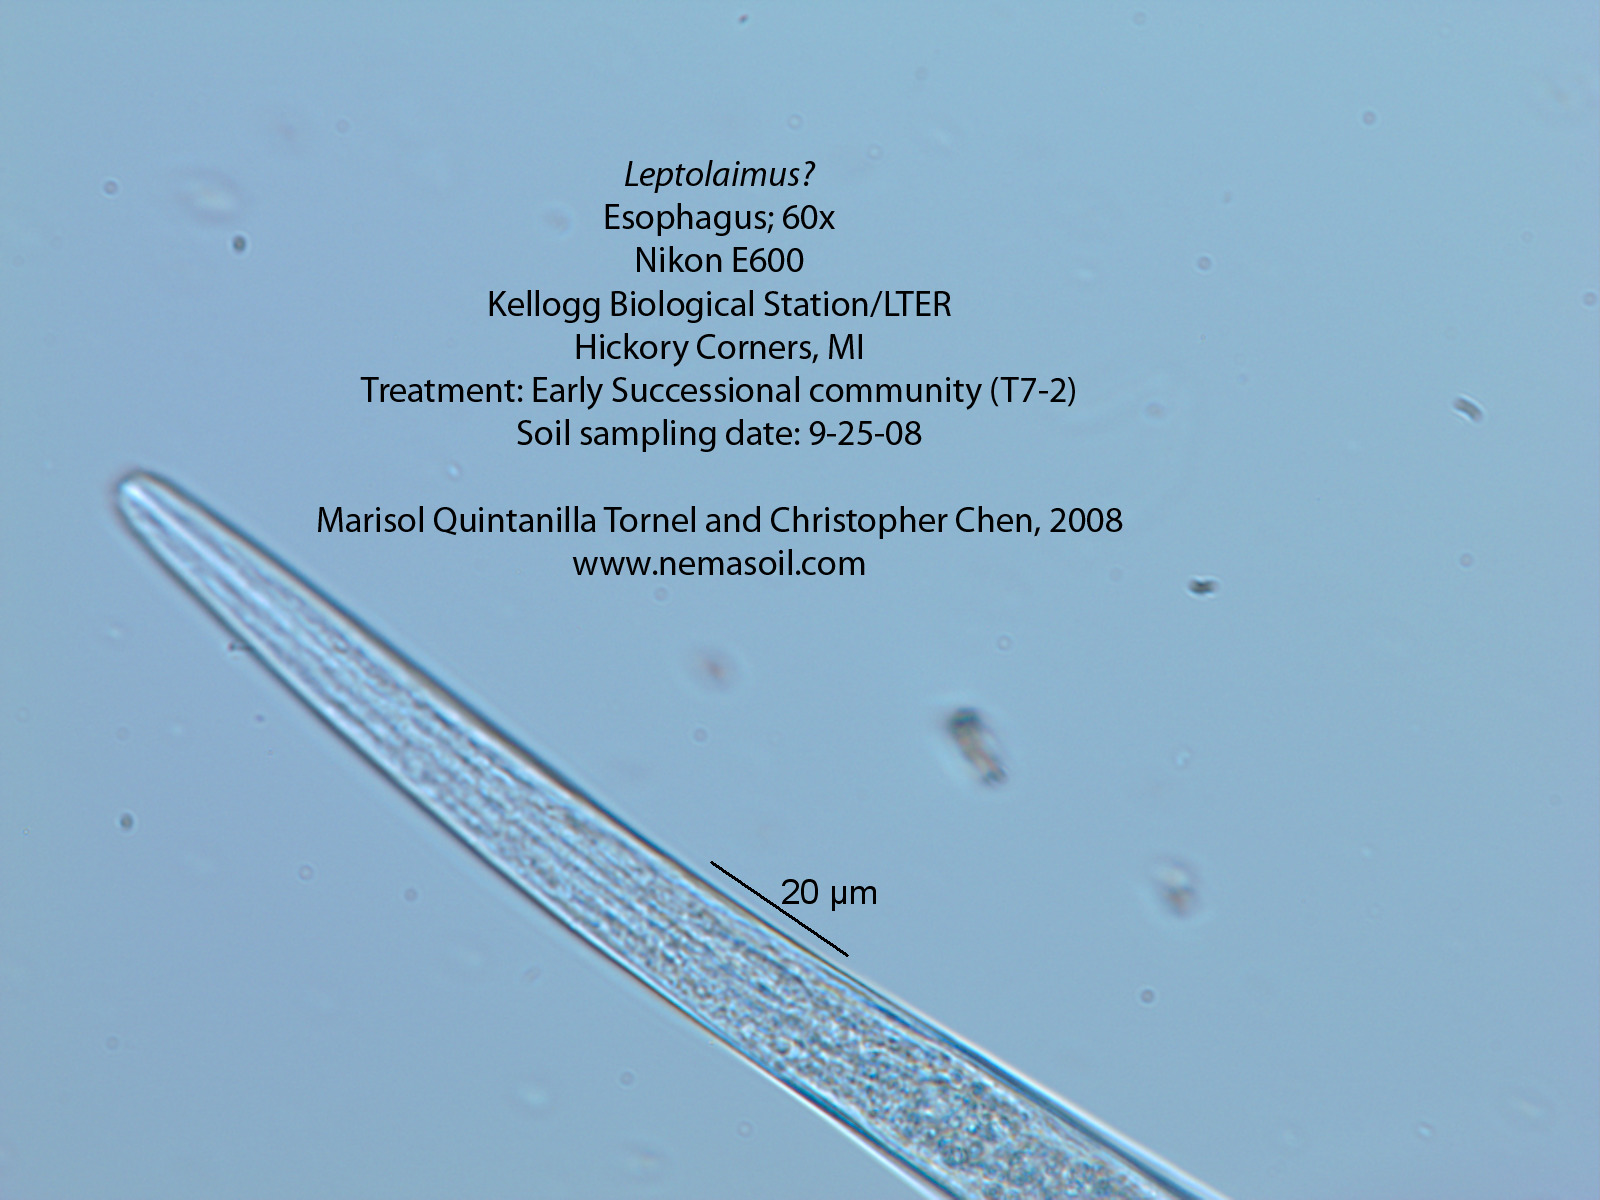 Leptolaimus?
Esophagus; 60x
Nikon E600
Kellogg Biological Station/LTER
Hickory Corners, MI
Treatment: Early Successional community (T7-2)
Soil sampling date: 9-25-08
Marisol Quintanilla Tornel and Christopher Chen, 2008
www.nemasoil.com
20 µm